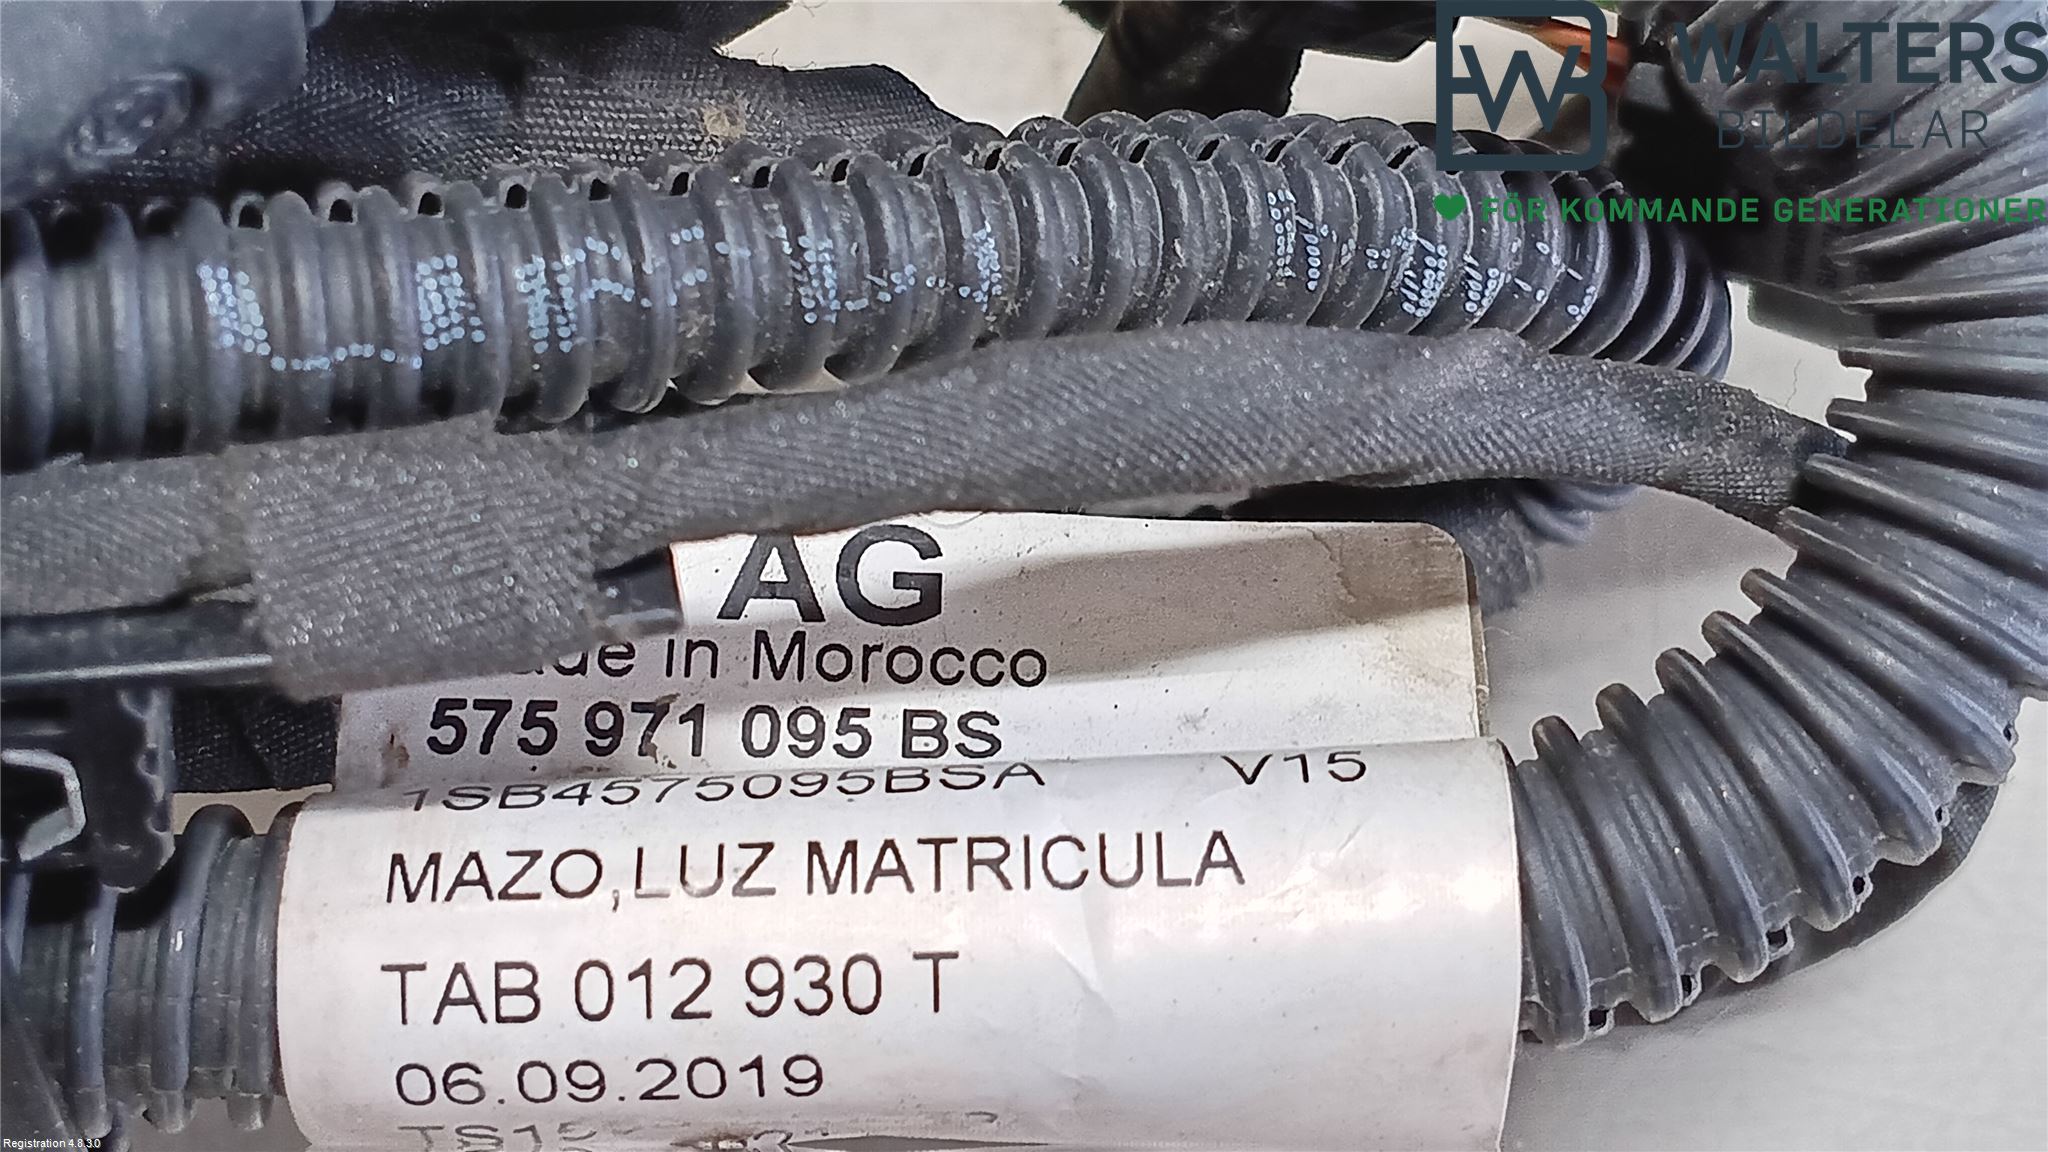 WALTERS
BILDELAR
FÖR KOMMANDE GENERATIONER
AG
in Morocco
575 971 095 BS
1SB4575095BSA V15
MAZO,LUZ MATRICULA
TAB 012 930 T
06.09.2019
Registration 4.8.3.0